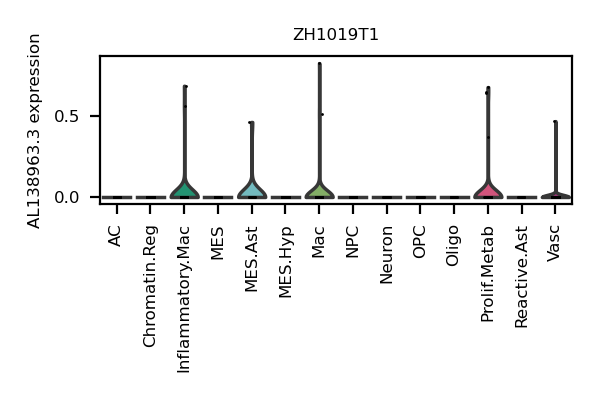 ZH1019T1
AL138963.3 expression
0.5
0.0
AC
Chromatin.Reg
Inflammatory.Mac
MES
MES.Ast
MES.Hyp
Mac
NPC
Neuron
OPC
Oligo
Prolif.Metab
Reactive.Ast
Vasc